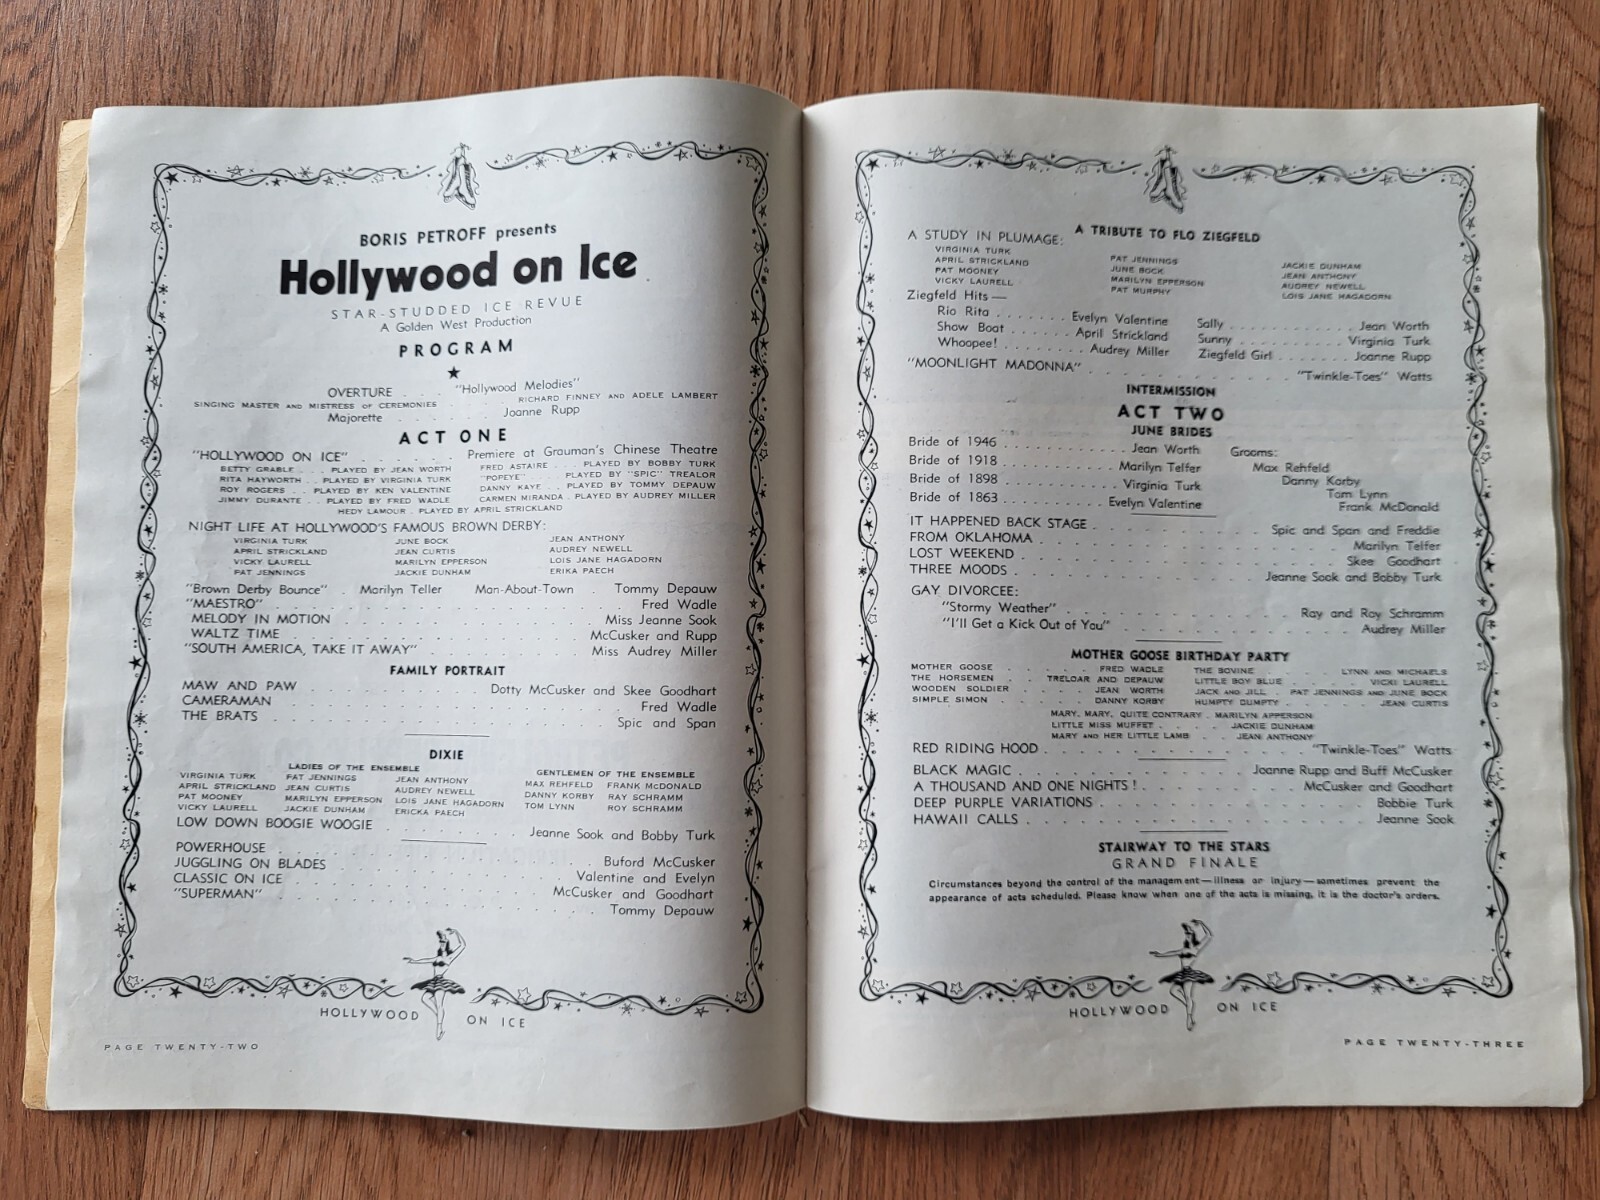 BORIS PETROFF presents
Hollywood on Ice
STAR-STUDDED ICE REVUE
A Golden West Production
PROGRAM
OVERTURE . . . "Hollywood Melodies"
SINGING MASTER AND MISTRESS OF CEREMONIES . . . RICHARD FINNEY AND ADELE LAMBERT
Majorette . . . Joanne Rupp
ACT ONE
"HOLLYWOOD ON ICE" . . . Premiere at Grauman's Chinese Theatre
BETTY GRABLE . . . PLAYED BY JEAN WORTH FRED ASTAIRE . . . PLAYED BY BOBBY TURK
RITA HAYWORTH . . PLAYED BY VIRGINIA TURK "POPEYE" . . . PLAYED BY "SPIC" TREALOR
ROY ROGERS . . PLAYED BY KEN VALENTINE DANNY KAYE . . PLAYED BY TOMMY DEPAUW
JIMMY DURANTE . . PLAYED BY FRED WADLE CARMEN MIRANDA . PLAYED BY AUDREY MILLER
HEDY LAMOUR . PLAYED BY APRIL STRICKLAND
NIGHT LIFE AT HOLLYWOOD'S FAMOUS BROWN DERBY:
VIRGINIA TURK JUNE BOCK JEAN ANTHONY
APRIL STRICKLAND JEAN CURTIS AUDREY NEWELL
VICKY LAURELL MARILYN EPPERSON LOIS JANE HAGADORN
PAT JENNINGS JACKIE DUNHAM ERIKA PAECH
"Brown Derby Bounce" . Marilyn Teller Man-About-Town . Tommy Depauw
"MAESTRO" . . . Fred Wadle
MELODY IN MOTION . . . Miss Jeanne Sook
WALTZ TIME . . . McCusker and Rupp
"SOUTH AMERICA, TAKE IT AWAY" . . . Miss Audrey Miller
FAMILY PORTRAIT
MAW AND PAW . . . Dotty McCusker and Skee Goodhart
CAMERAMAN . . . Fred Wadle
THE BRATS . . . Spic and Span
DIXIE
LADIES OF THE ENSEMBLE GENTLEMEN OF THE ENSEMBLE
VIRGINIA TURK PAT JENNINGS JEAN ANTHONY MAX REHFELD FRANK McDONALD
APRIL STRICKLAND JEAN CURTIS AUDREY NEWELL DANNY KORBY RAY SCHRAMM
PAT MOONEY MARILYN EPPERSON LOIS JANE HAGADORN TOM LYNN ROY SCHRAMM
VICKY LAURELL JACKIE DUNHAM ERICKA PAECH
LOW DOWN BOOGIE WOOGIE . . . Jeanne Sook and Bobby Turk
POWERHOUSE . . . Buford McCusker
JUGGLING ON BLADES . . . Valentine and Evelyn
CLASSIC ON ICE . . . McCusker and Goodhart
"SUPERMAN" . . . Tommy Depauw
HOLLYWOOD ON ICE
PAGE TWENTY-TWO
A TRIBUTE TO FLO ZIEGFELD
A STUDY IN PLUMAGE:
VIRGINIA TURK PAT JENNINGS JACKIE DUNHAM
APRIL STRICKLAND JUNE BOCK JEAN ANTHONY
PAT MOONEY MARILYN EPPERSON AUDREY NEWELL
VICKY LAURELL PAT MURPHY LOIS JANE HAGADORN
Ziegfeld Hits —
Rio Rita . . . Evelyn Valentine Sally . . . Jean Worth
Show Boat . . . April Strickland Sunny . . . Virginia Turk
Whoopee! . . . Audrey Miller Ziegfeld Girl . . . Joanne Rupp
"MOONLIGHT MADONNA" . . . "Twinkle-Toes" Watts
INTERMISSION
ACT TWO
JUNE BRIDES
Bride of 1946 . . . Jean Worth Grooms:
Bride of 1918 . . . Marilyn Telfer Max Rehfeld
Bride of 1898 . . . Virginia Turk Danny Korby
Bride of 1863 . . . Evelyn Valentine Tom Lynn
Frank McDonald
IT HAPPENED BACK STAGE . . . Spic and Span and Freddie
FROM OKLAHOMA . . . Marilyn Telfer
LOST WEEKEND . . . Skee Goodhart
THREE MOODS . . . Jeanne Sook and Bobby Turk
GAY DIVORCEE:
"Stormy Weather" . . . Ray and Roy Schramm
"I'll Get a Kick Out of You" . . . Audrey Miller
MOTHER GOOSE BIRTHDAY PARTY
MOTHER GOOSE . . . FRED WADLE THE BOVINE . . . LYNN AND MICHAELS
THE HORSEMEN . . . TRELOAR AND DEPAUW LITTLE BOY BLUE . . . VICKI LAURELL
WOODEN SOLDIER . . . JEAN WORTH JACK AND JILL . PAT JENNINGS AND JUNE BOCK
SIMPLE SIMON . . . DANNY KORBY HUMPTY DUMPTY . . . JEAN CURTIS
MARY, MARY, QUITE CONTRARY . MARILYN APPERSON
LITTLE MISS MUFFET . . . JACKIE DUNHAM
MARY AND HER LITTLE LAMB . . JEAN ANTHONY
RED RIDING HOOD . . . "Twinkle-Toes" Watts
BLACK MAGIC . . . Joanne Rupp and Buff McCusker
A THOUSAND AND ONE NIGHTS! . . . McCusker and Goodhart
DEEP PURPLE VARIATIONS . . . Bobbie Turk
HAWAII CALLS . . . Jeanne Sook
STAIRWAY TO THE STARS
GRAND FINALE
Circumstances beyond the control of the management—illness or injury—sometimes prevent the
appearance of acts scheduled. Please know when one of the acts is missing, it is the doctor's orders.
HOLLYWOOD ON ICE
PAGE TWENTY-THREE